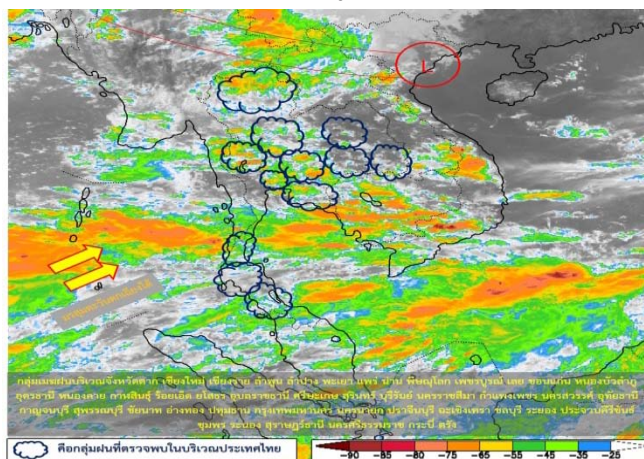 L
มรสุมตะวันตกเฉียงใต้
กลุ่มเมฆฝนบริเวณจังหวัดตาก เชียงใหม่ เชียงราย ลำพูน ลำปาง พะเยา แพร่ น่าน พิษณุโลก เพชรบูรณ์ เลย ขอนแก่น หนองบัวลำภู
อุดรธานี หนองคาย กาฬสินธุ์ ร้อยเอ็ด ยโสธร อุบลราชธานี ศรีสะเกษ สุรินทร์ บุรีรัมย์ นครราชสีมา กำแพงเพชร นครสวรรค์ อุทัยธานี
กาญจนบุรี สุพรรณบุรี ชัยนาท อ่างทอง ปทุมธานี กรุงเทพมหานคร นครนายก ปราจีนบุรี ฉะเชิงเทรา ชลบุรี ระยอง ประจวบคีรีขันธ์
ชุมพร ระนอง สุราษฎร์ธานี นครศรีธรรมราช กระบี่ ตรัง
คือกลุ่มฝนที่ตรวจพบในบริเวณประเทศไทย
-90 -85 -80 -75 -70 -65 -55 -45 -35 -25